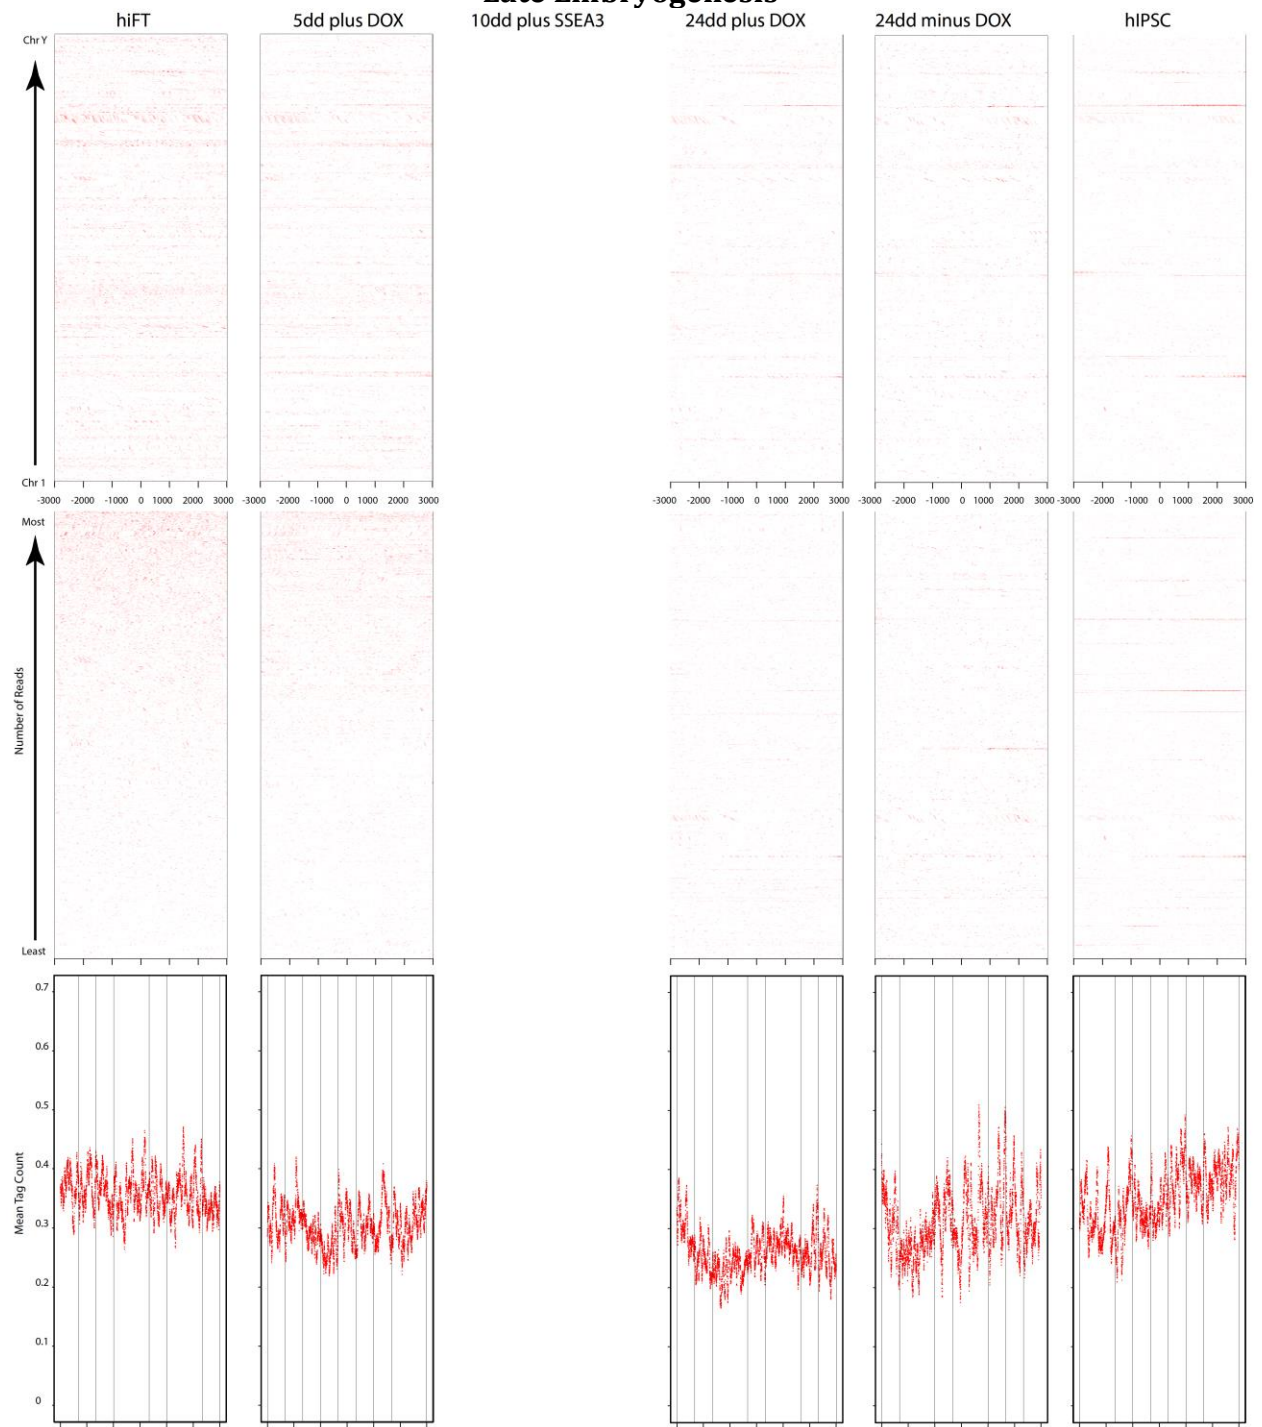 Late Embryogenesis
hiFT 5dd plus DOX 10dd plus SSEA3 24dd plus DOX 24dd minus DOX hIPSC
Chr Y
Chr 1
-3000 -2000 -1000 0 1000 2000 3000 -3000 -2000 -1000 0 1000 2000 3000 -3000 -2000 -1000 0 1000 2000 3000 -3000 -2000 -1000 0 1000 2000 3000 -3000 -2000 -1000 0 1000 2000 3000
Most
Number of Reads
Least
0.7
0.6
0.5
0.4
0.3
0.2
0.1
0
Mean Tag Count